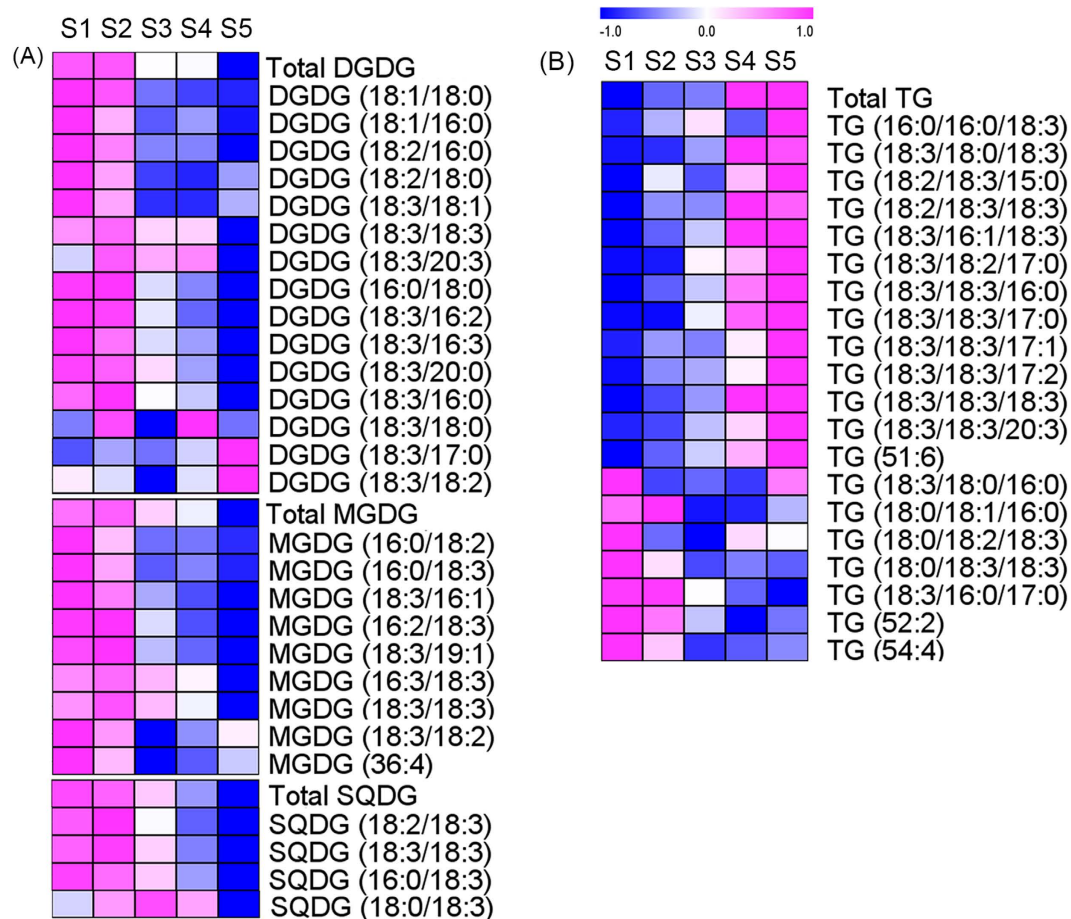 S1 S2 S3 S4 S5
(A)
Total DGDG
DGDG (18:1/18:0)
DGDG (18:1/16:0)
DGDG (18:2/16:0)
DGDG (18:2/18:0)
DGDG (18:3/18:1)
DGDG (18:3/18:3)
DGDG (18:3/20:3)
DGDG (16:0/18:0)
DGDG (18:3/16:2)
DGDG (18:3/16:3)
DGDG (18:3/20:0)
DGDG (18:3/16:0)
DGDG (18:3/18:0)
DGDG (18:3/17:0)
DGDG (18:3/18:2)
Total MGDG
MGDG (16:0/18:2)
MGDG (16:0/18:3)
MGDG (18:3/16:1)
MGDG (16:2/18:3)
MGDG (18:3/19:1)
MGDG (16:3/18:3)
MGDG (18:3/18:3)
MGDG (18:3/18:2)
MGDG (36:4)
Total SQDG
SQDG (18:2/18:3)
SQDG (18:3/18:3)
SQDG (16:0/18:3)
SQDG (18:0/18:3)
-1.0 0.0 1.0
(B)
S1 S2 S3 S4 S5
Total TG
TG (16:0/16:0/18:3)
TG (18:3/18:0/18:3)
TG (18:2/18:3/15:0)
TG (18:2/18:3/18:3)
TG (18:3/16:1/18:3)
TG (18:3/18:2/17:0)
TG (18:3/18:3/16:0)
TG (18:3/18:3/17:0)
TG (18:3/18:3/17:1)
TG (18:3/18:3/17:2)
TG (18:3/18:3/18:3)
TG (18:3/18:3/20:3)
TG (51:6)
TG (18:3/18:0/16:0)
TG (18:0/18:1/16:0)
TG (18:0/18:2/18:3)
TG (18:0/18:3/18:3)
TG (18:3/16:0/17:0)
TG (52:2)
TG (54:4)